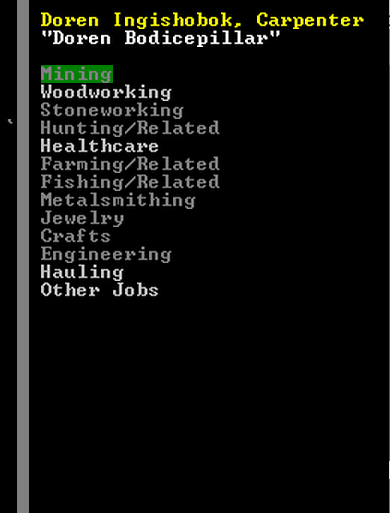 Doren Ingishobok, Carpenter
"Doren Bodicepillar"
Mining
Woodworking
Stoneworking
Hunting/Related
Healthcare
Farming/Related
Fishing/Related
Metalsmithing
Jewelry
Crafts
Engineering
Hauling
Other Jobs